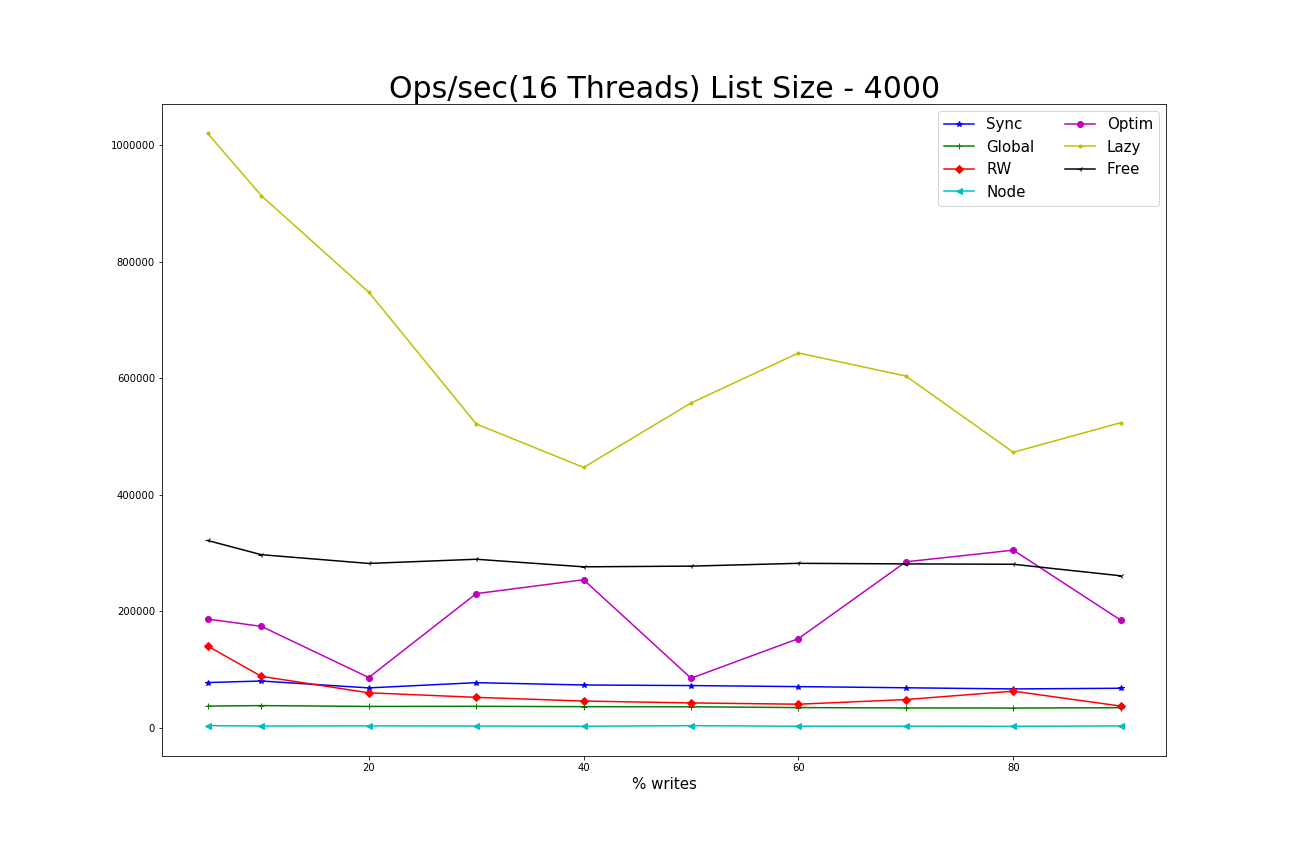 Ops/sec(16 Threads) List Size - 4000
Sync
Global
RW
Node
Optim
Lazy
Free
1000000
800000
600000
400000
200000
0
20
40
60
80
% writes